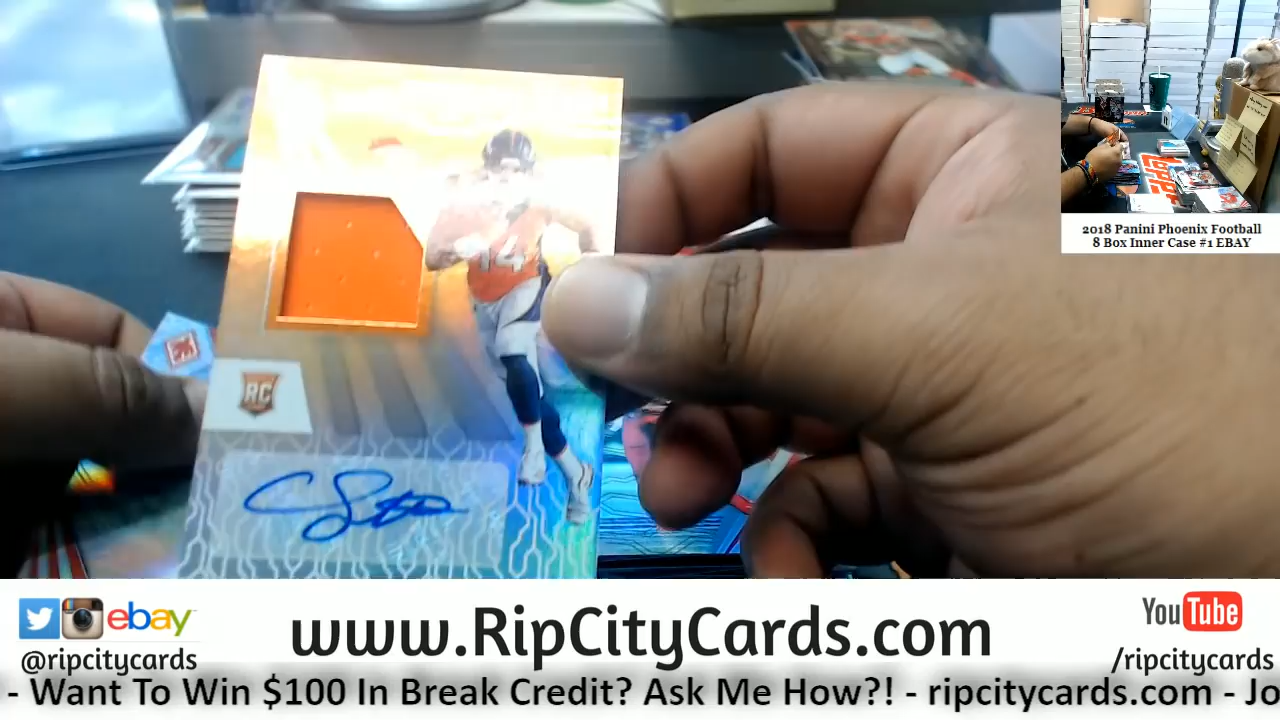 14
RC
2018 Panini Phoenix Football
8 Box Inner Case #1 EBAY
ebay
@ripcitycards
www.RipCityCards.com
YouTube
/ripcitycards
- Want To Win $100 In Break Credit? Ask Me How?! - ripcitycards.com - Jo